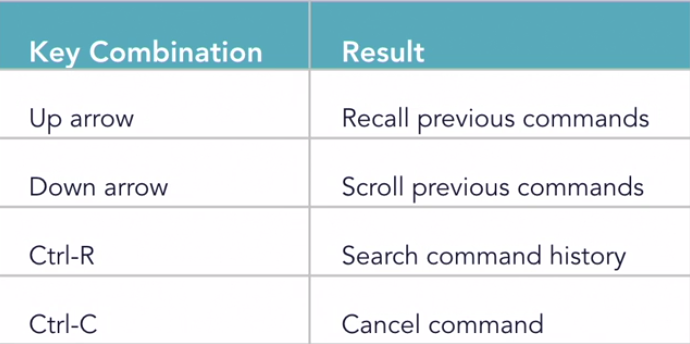 Key Combination Result
Up arrow Recall previous commands
Down arrow Scroll previous commands
Ctrl-R Search command history
Ctrl-C Cancel command